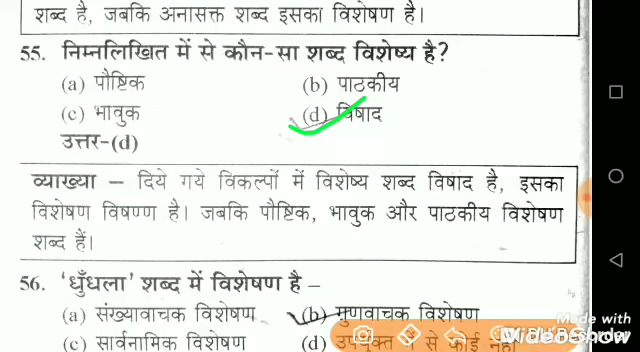 शब्द है, जबकि अनासक्त शब्द इसका विशेषण है।
55. निम्नलिखित में से कौन-सा शब्द विशेष्य है?
(a) पौष्टिक (b) पाठकीय
(c) भावुक (d) विषाद
उत्तर-(d)
व्याख्या – दिये गये विकल्पों में विशेष्य शब्द विषाद है, इसका
विशेषण विषण्ण है। जबकि पौष्टिक, भावुक और पाठकीय विशेषण
शब्द हैं।
56. 'धुँधला' शब्द में विशेषण है –
(a) संख्यावाचक विशेषण (b) गुणवाचक विशेषण
Made with
(c) सार्वनामिक विशेषण (d) उपर्युक्त में से कोई नहीं